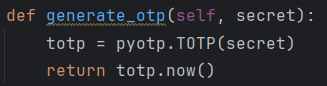 def generate_otp(self, secret):
    totp = pyotp.TOTP(secret)
    return totp.now()